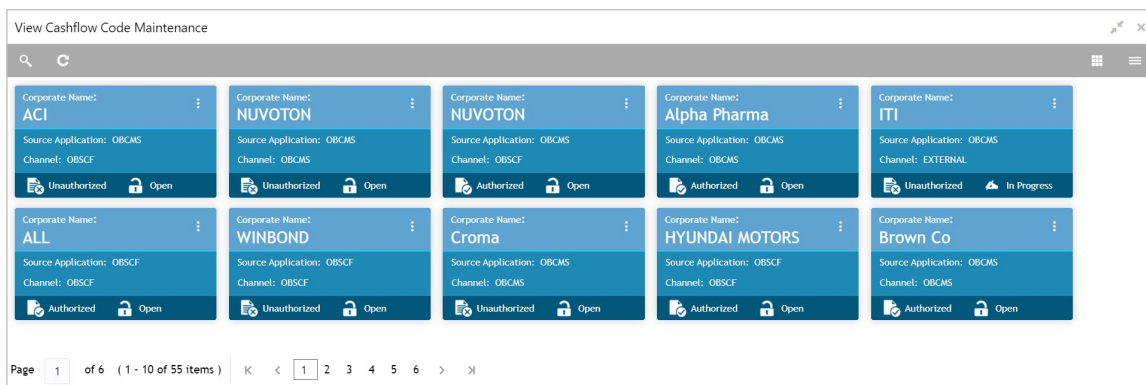 View Cashflow Code Maintenance
Corporate Name:
ACI
Source Application: OBCMS
Channel: OBSCF
Unauthorized Open
Corporate Name:
NUVOTON
Source Application: OBCMS
Channel: OBCMS
Unauthorized Open
Corporate Name:
NUVOTON
Source Application: OBCMS
Channel: OBSCF
Authorized Open
Corporate Name:
Alpha Pharma
Source Application: OBCMS
Channel: OBCMS
Authorized Open
Corporate Name:
ITI
Source Application: OBCMS
Channel: EXTERNAL
Unauthorized In Progress
Corporate Name:
ALL
Source Application: OBSCF
Channel: OBSCF
Authorized Open
Corporate Name:
WINBOND
Source Application: OBSCF
Channel: OBSCF
Unauthorized Open
Corporate Name:
Croma
Source Application: OBCMS
Channel: OBCMS
Unauthorized Open
Corporate Name:
HYUNDAI MOTORS
Source Application: OBSCF
Channel: OBSCF
Authorized Open
Corporate Name:
Brown Co
Source Application: OBCMS
Channel: OBCMS
Authorized Open
Page 1 of 6 ( 1 - 10 of 55 items ) 1 2 3 4 5 6